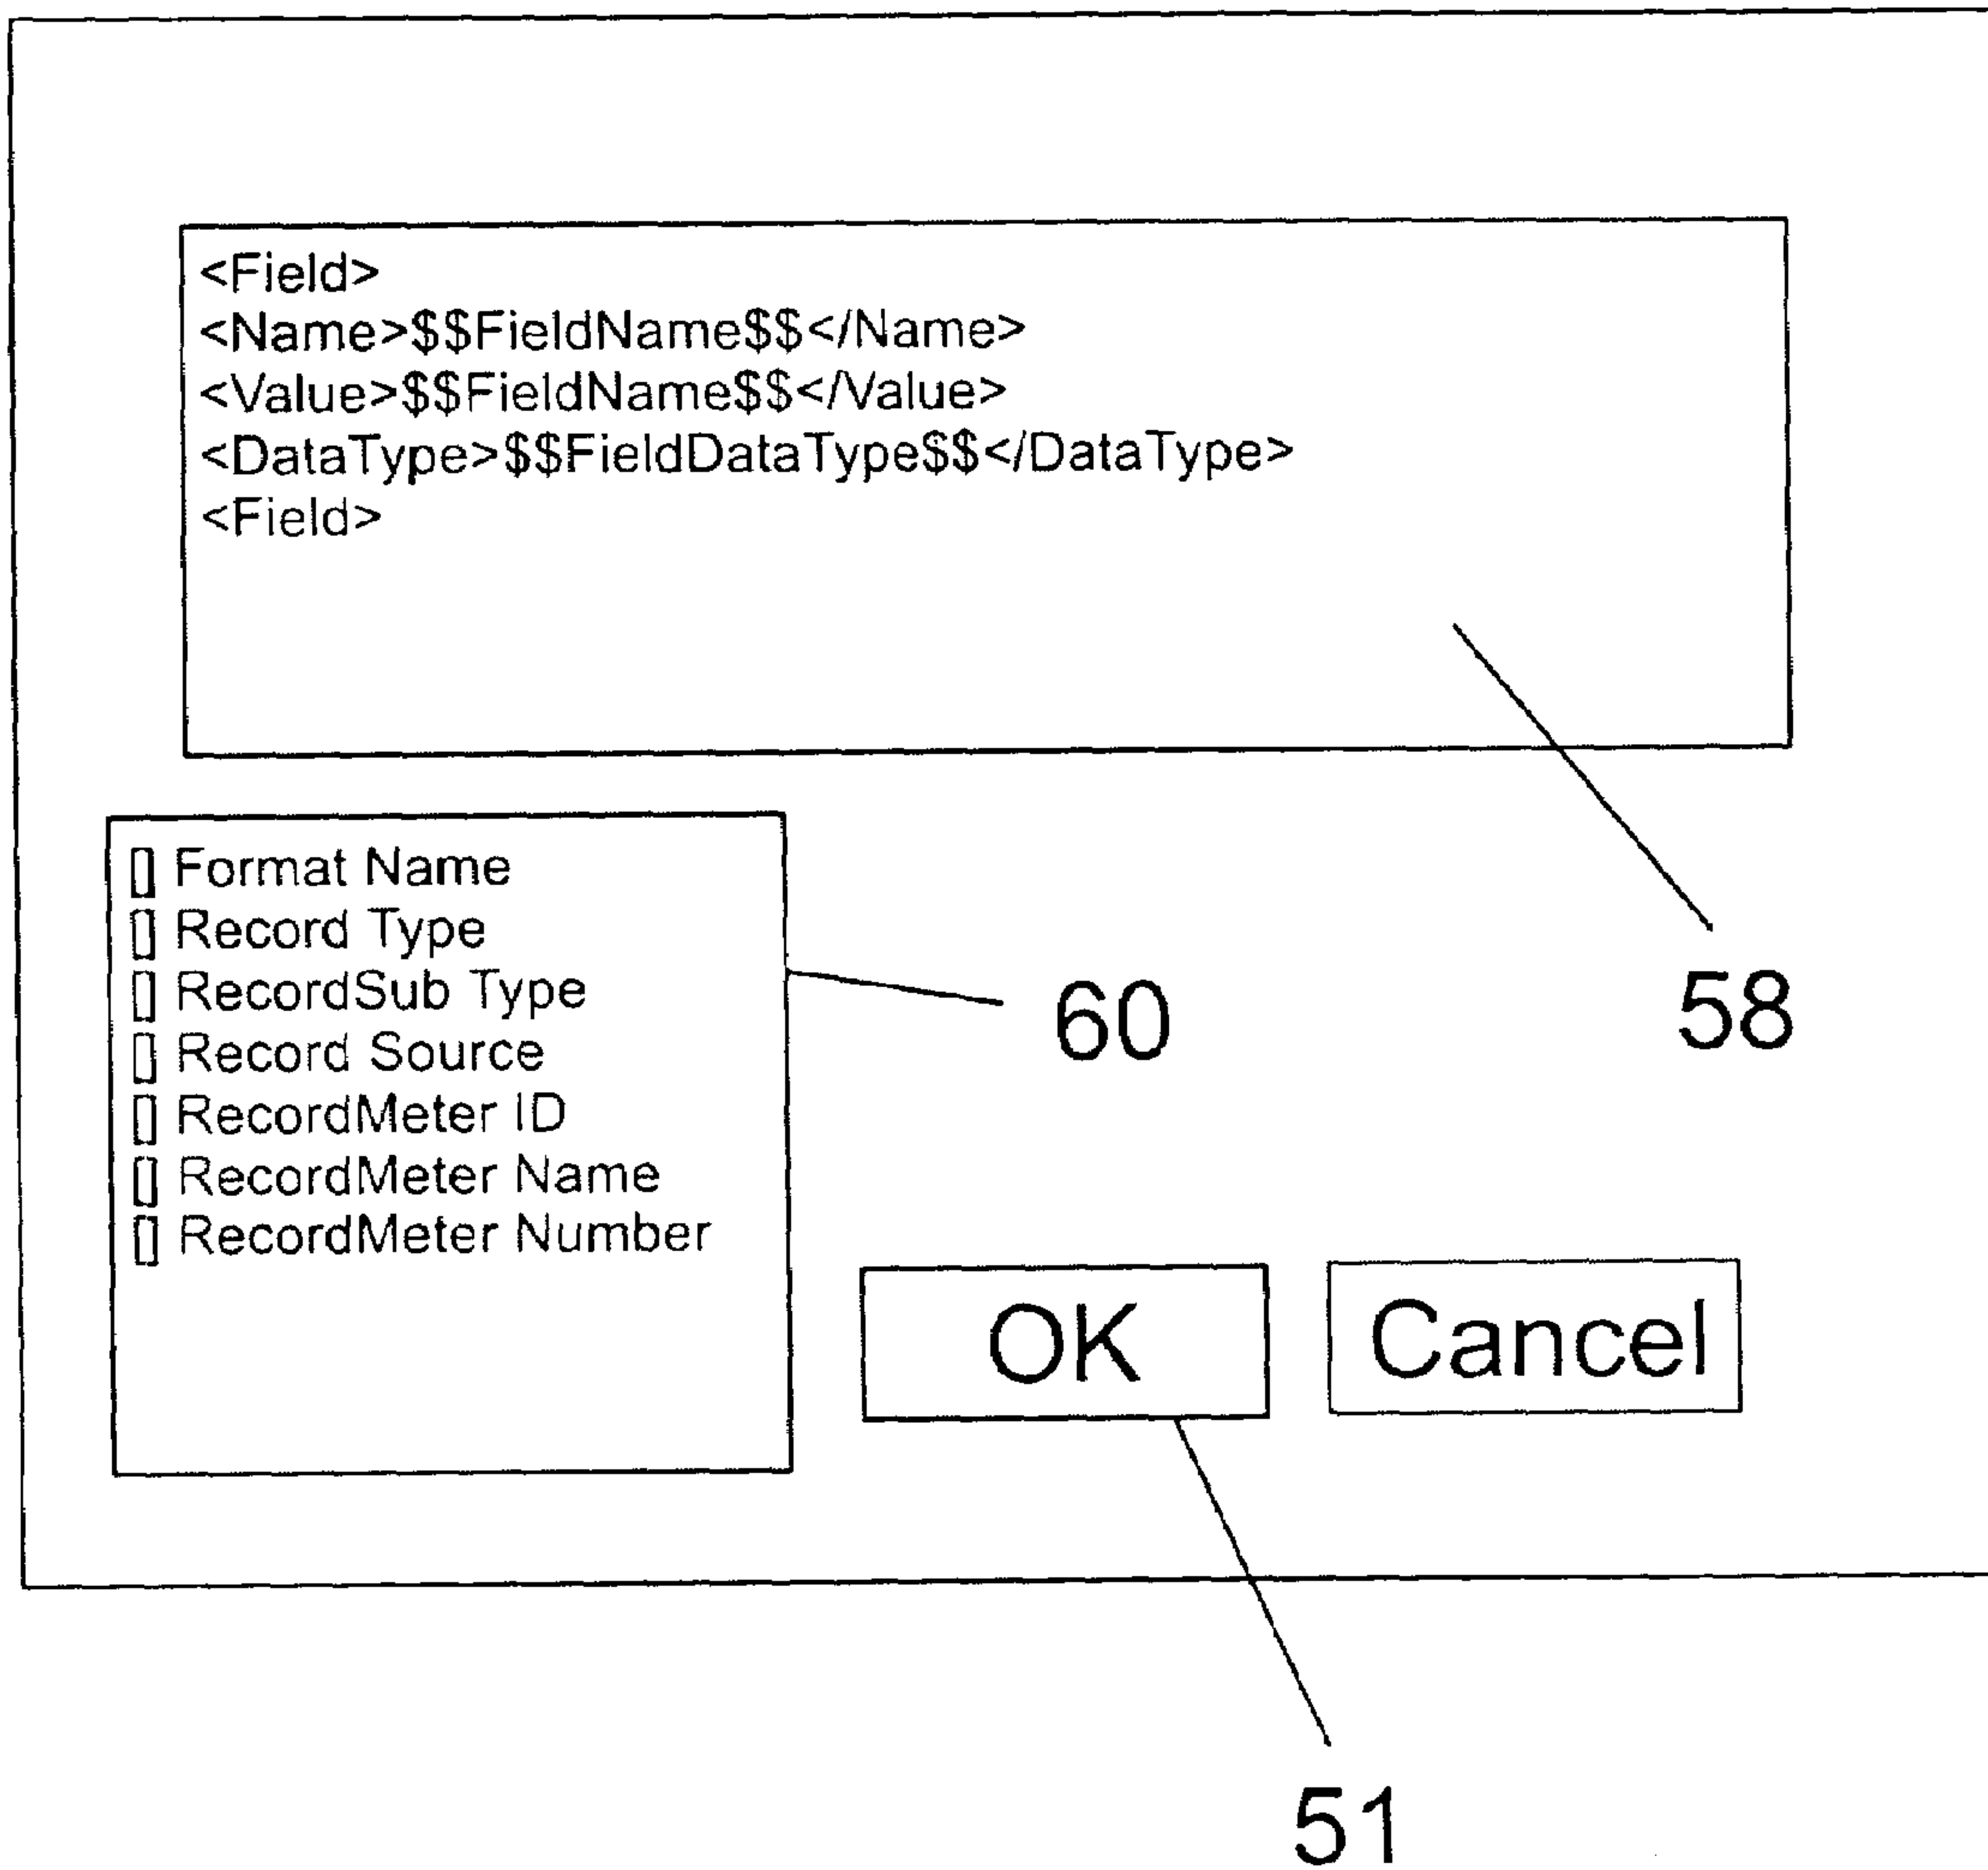 <Field>
<Name>$$FieldName$$</Name>
<Value>$$FieldName$$</Value>
<DataType>$$FieldDataType$$</DataType>
<Field>
58
Format Name
Record Type
RecordSub Type
Record Source
RecordMeter ID
RecordMeter Name
RecordMeter Number
60
OK
Cancel
51